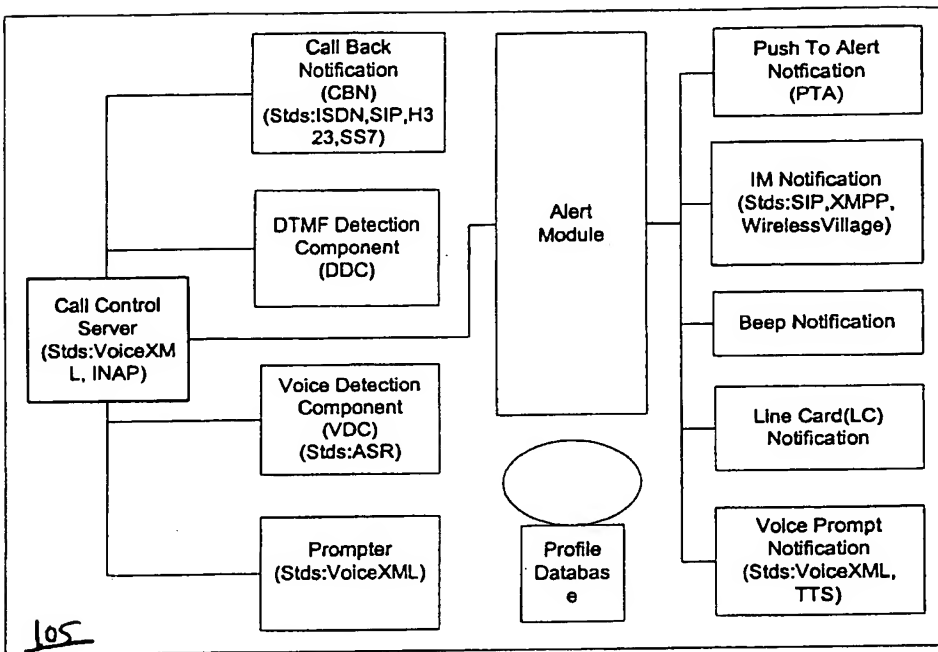 Call Back
Notification
(CBN)
(Stds:ISDN,SIP,H3
23,SS7)
DTMF Detection
Component
(DDC)
Call Control
Server
(Stds:VoiceXM
L, INAP)
Voice Detection
Component
(VDC)
(Stds:ASR)
Prompter
(Stds:VoiceXML)
Alert
Module
Profile
Databas
e
Push To Alert
Notfication
(PTA)
IM Notification
(Stds:SIP,XMPP,
WirelessVillage)
Beep Notification
Line Card(LC)
Notification
Voice Prompt
Notification
(Stds:VoiceXML,
TTS)
105